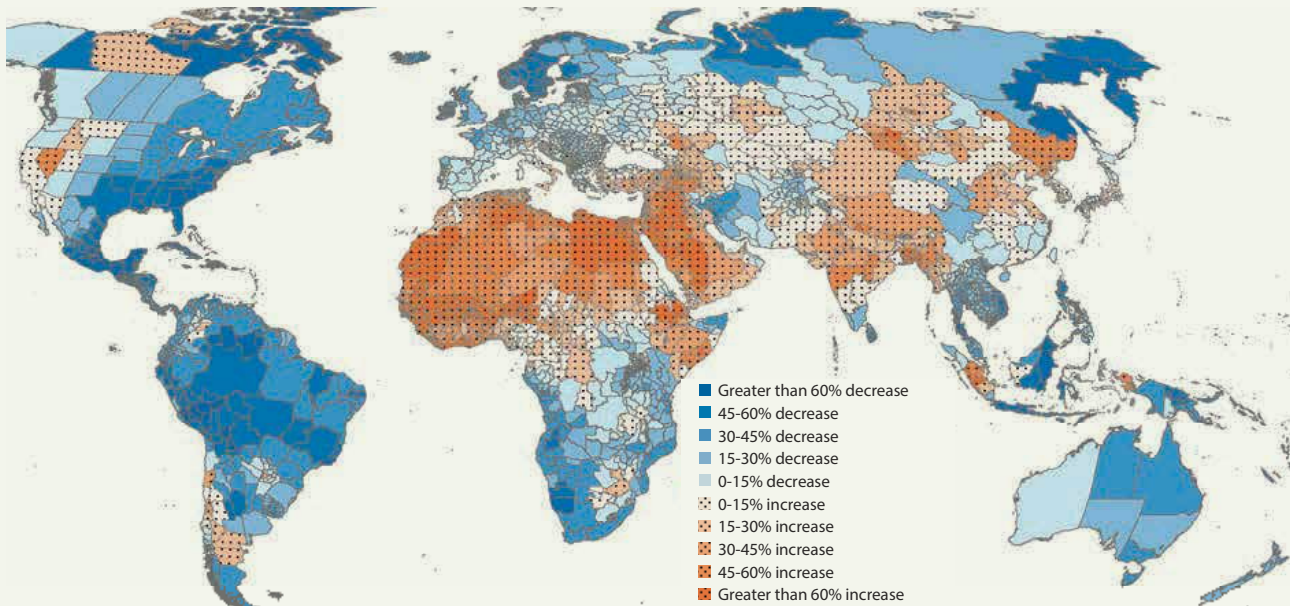 Greater than 60% decrease
45-60% decrease
30-45% decrease
15-30% decrease
0-15% decrease
0-15% increase
15-30% increase
30-45% increase
45-60% increase
Greater than 60% increase